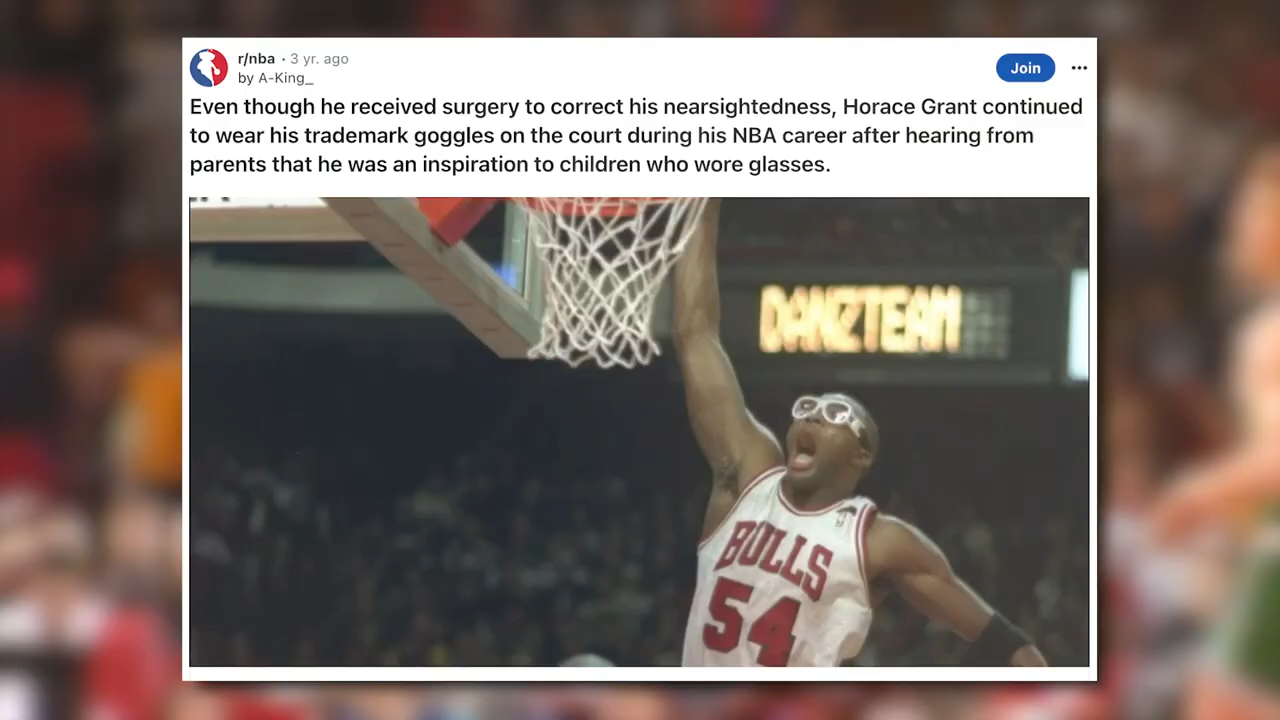 r/nba · 3 yr. ago
by A-King_
Join
Even though he received surgery to correct his nearsightedness, Horace Grant continued
to wear his trademark goggles on the court during his NBA career after hearing from
parents that he was an inspiration to children who wore glasses.
DANZTEAM
BULLS
54